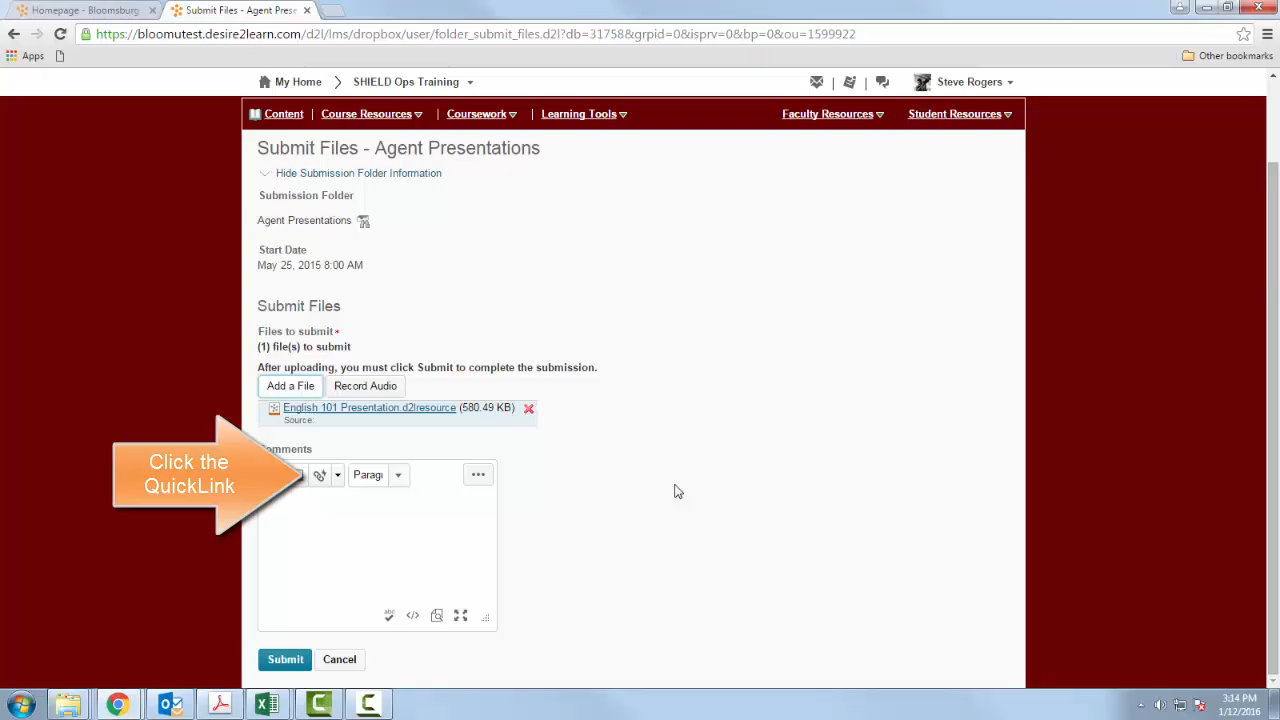 Homepage - Bloomsburg
Submit Files - Agent Prese
https://bloomutest.desire2learn.com/d2l/lms/dropbox/user/folder_submit_files.d2l?db=31758&grpid=0&isprv=0&bp=0&ou=1599922
Apps
Other bookmarks
My Home
SHIELD Ops Training
Steve Rogers
Content
Course Resources
Coursework
Learning Tools
Faculty Resources
Student Resources
Submit Files - Agent Presentations
Hide Submission Folder Information
Submission Folder
Agent Presentations
Start Date
May 25, 2015 8:00 AM
Submit Files
Files to submit*
(1) file(s) to submit
After uploading, you must click Submit to complete the submission.
Add a File
Record Audio
English 101 Presentation.d2lresource (580.49 KB)
Source:
omments
Click the
QuickLink
Parag
abc
Submit
Cancel
3:14 PM
1/12/2016